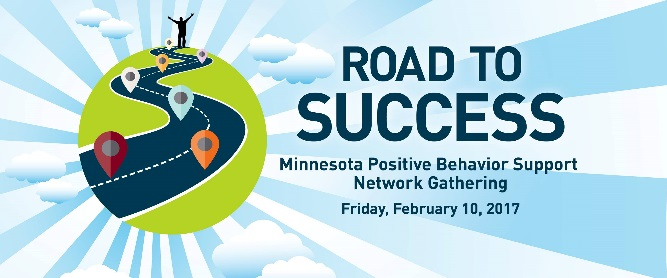 ROAD TO
SUCCESS
Minnesota Positive Behavior Support
Network Gathering
Friday, February 10, 2017